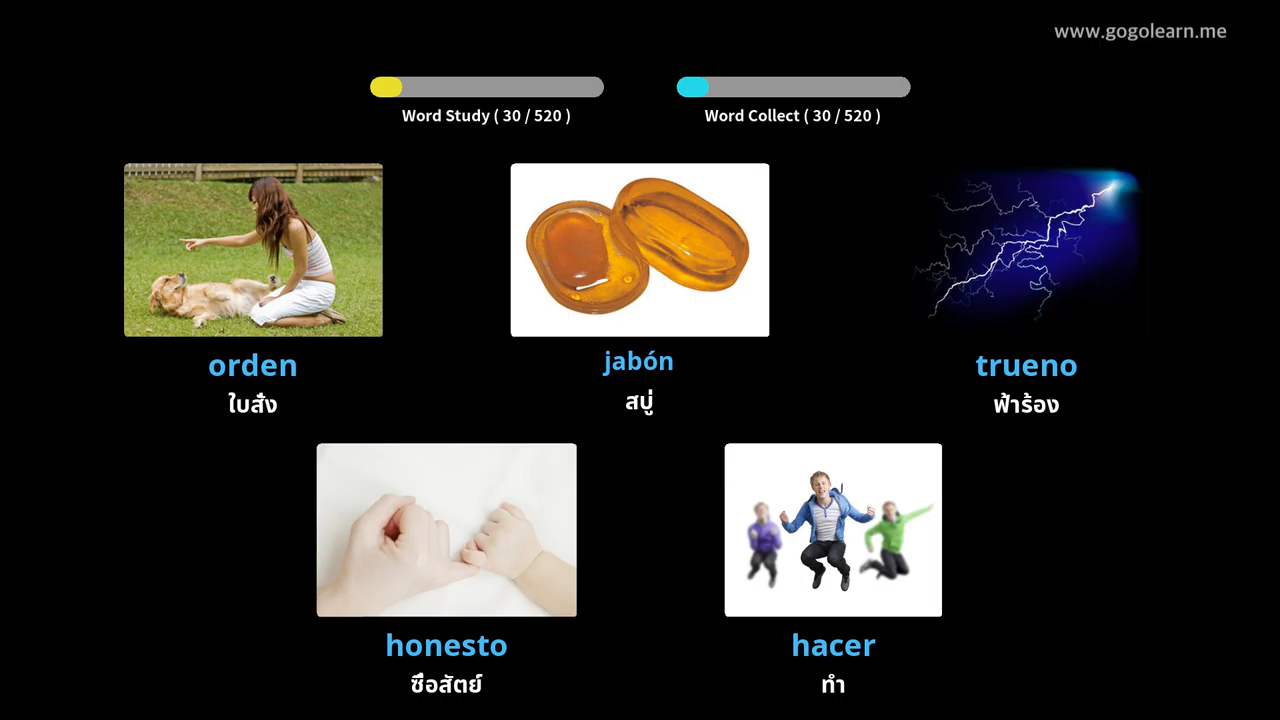 www.gogolearn.me
Word Study ( 30 / 520 )
Word Collect ( 30 / 520 )
orden
ใบสั่ง
jabón
สบู่
trueno
ฟ้าร้อง
honesto
ซื่อสัตย์
hacer
ทำ